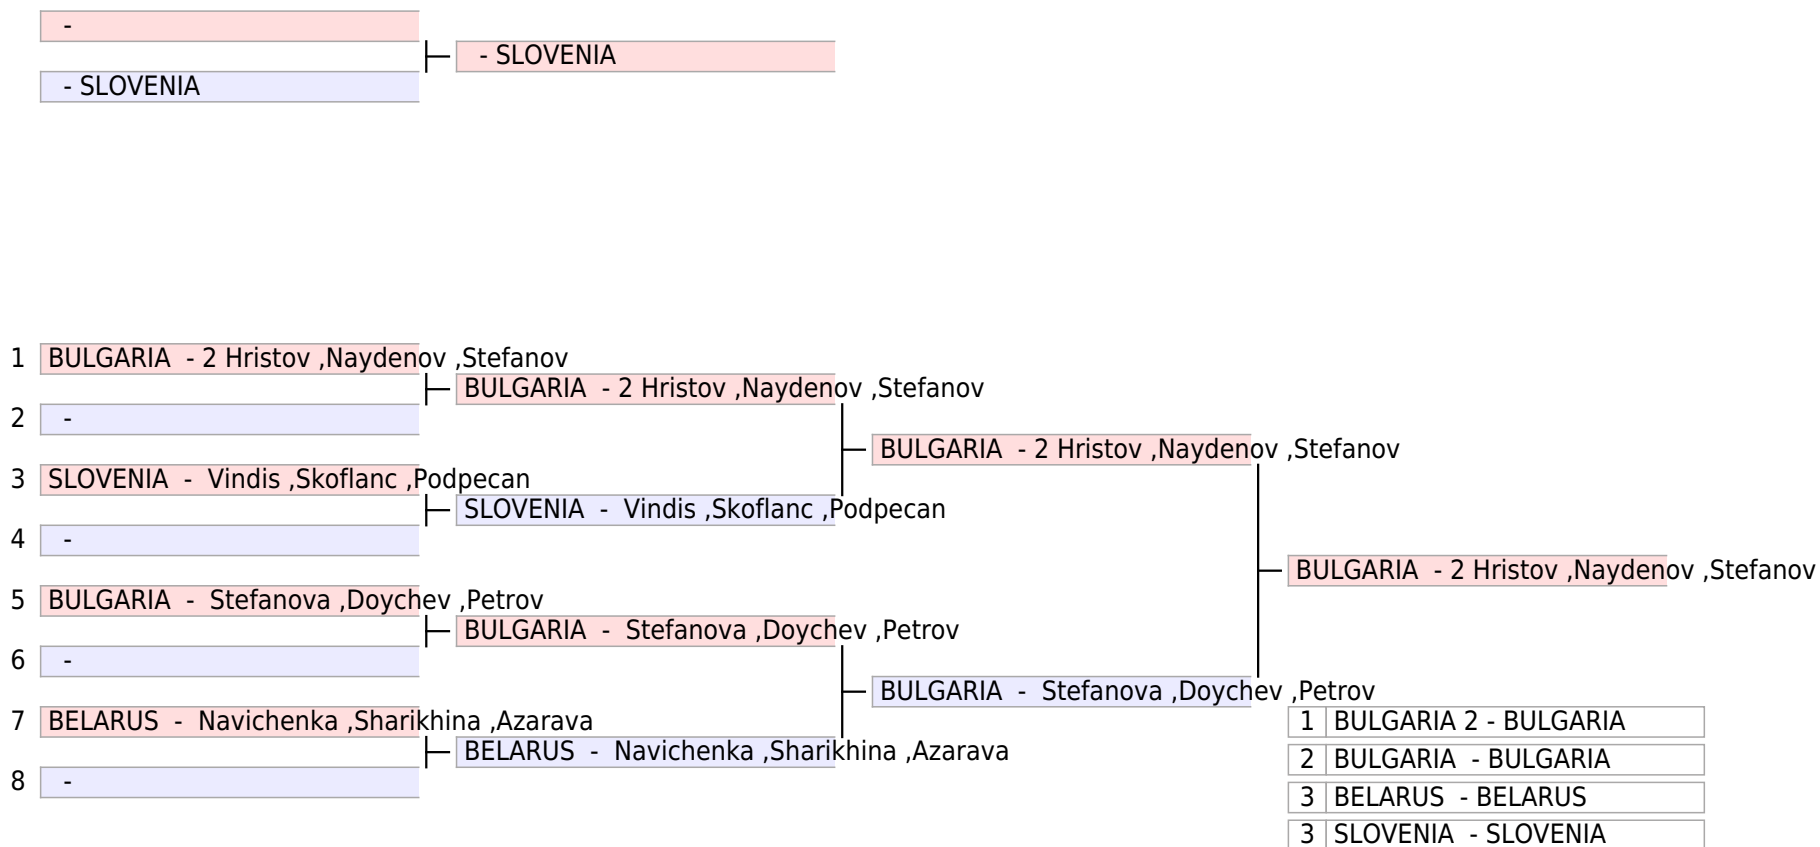 -
- SLOVENIA
- SLOVENIA
1 BULGARIA - 2 Hristov ,Naydenov ,Stefanov
BULGARIA - 2 Hristov ,Naydenov ,Stefanov
2 -
BULGARIA - 2 Hristov ,Naydenov ,Stefanov
3 SLOVENIA - Vindis ,Skoflanc ,Podpecan
SLOVENIA - Vindis ,Skoflanc ,Podpecan
4 -
BULGARIA - 2 Hristov ,Naydenov ,Stefanov
5 BULGARIA - Stefanova ,Doychev ,Petrov
BULGARIA - Stefanova ,Doychev ,Petrov
6 -
BULGARIA - Stefanova ,Doychev ,Petrov
7 BELARUS - Navichenka ,Sharikhina ,Azarava
BELARUS - Navichenka ,Sharikhina ,Azarava
8 -
1 BULGARIA 2 - BULGARIA
2 BULGARIA - BULGARIA
3 BELARUS - BELARUS
3 SLOVENIA - SLOVENIA